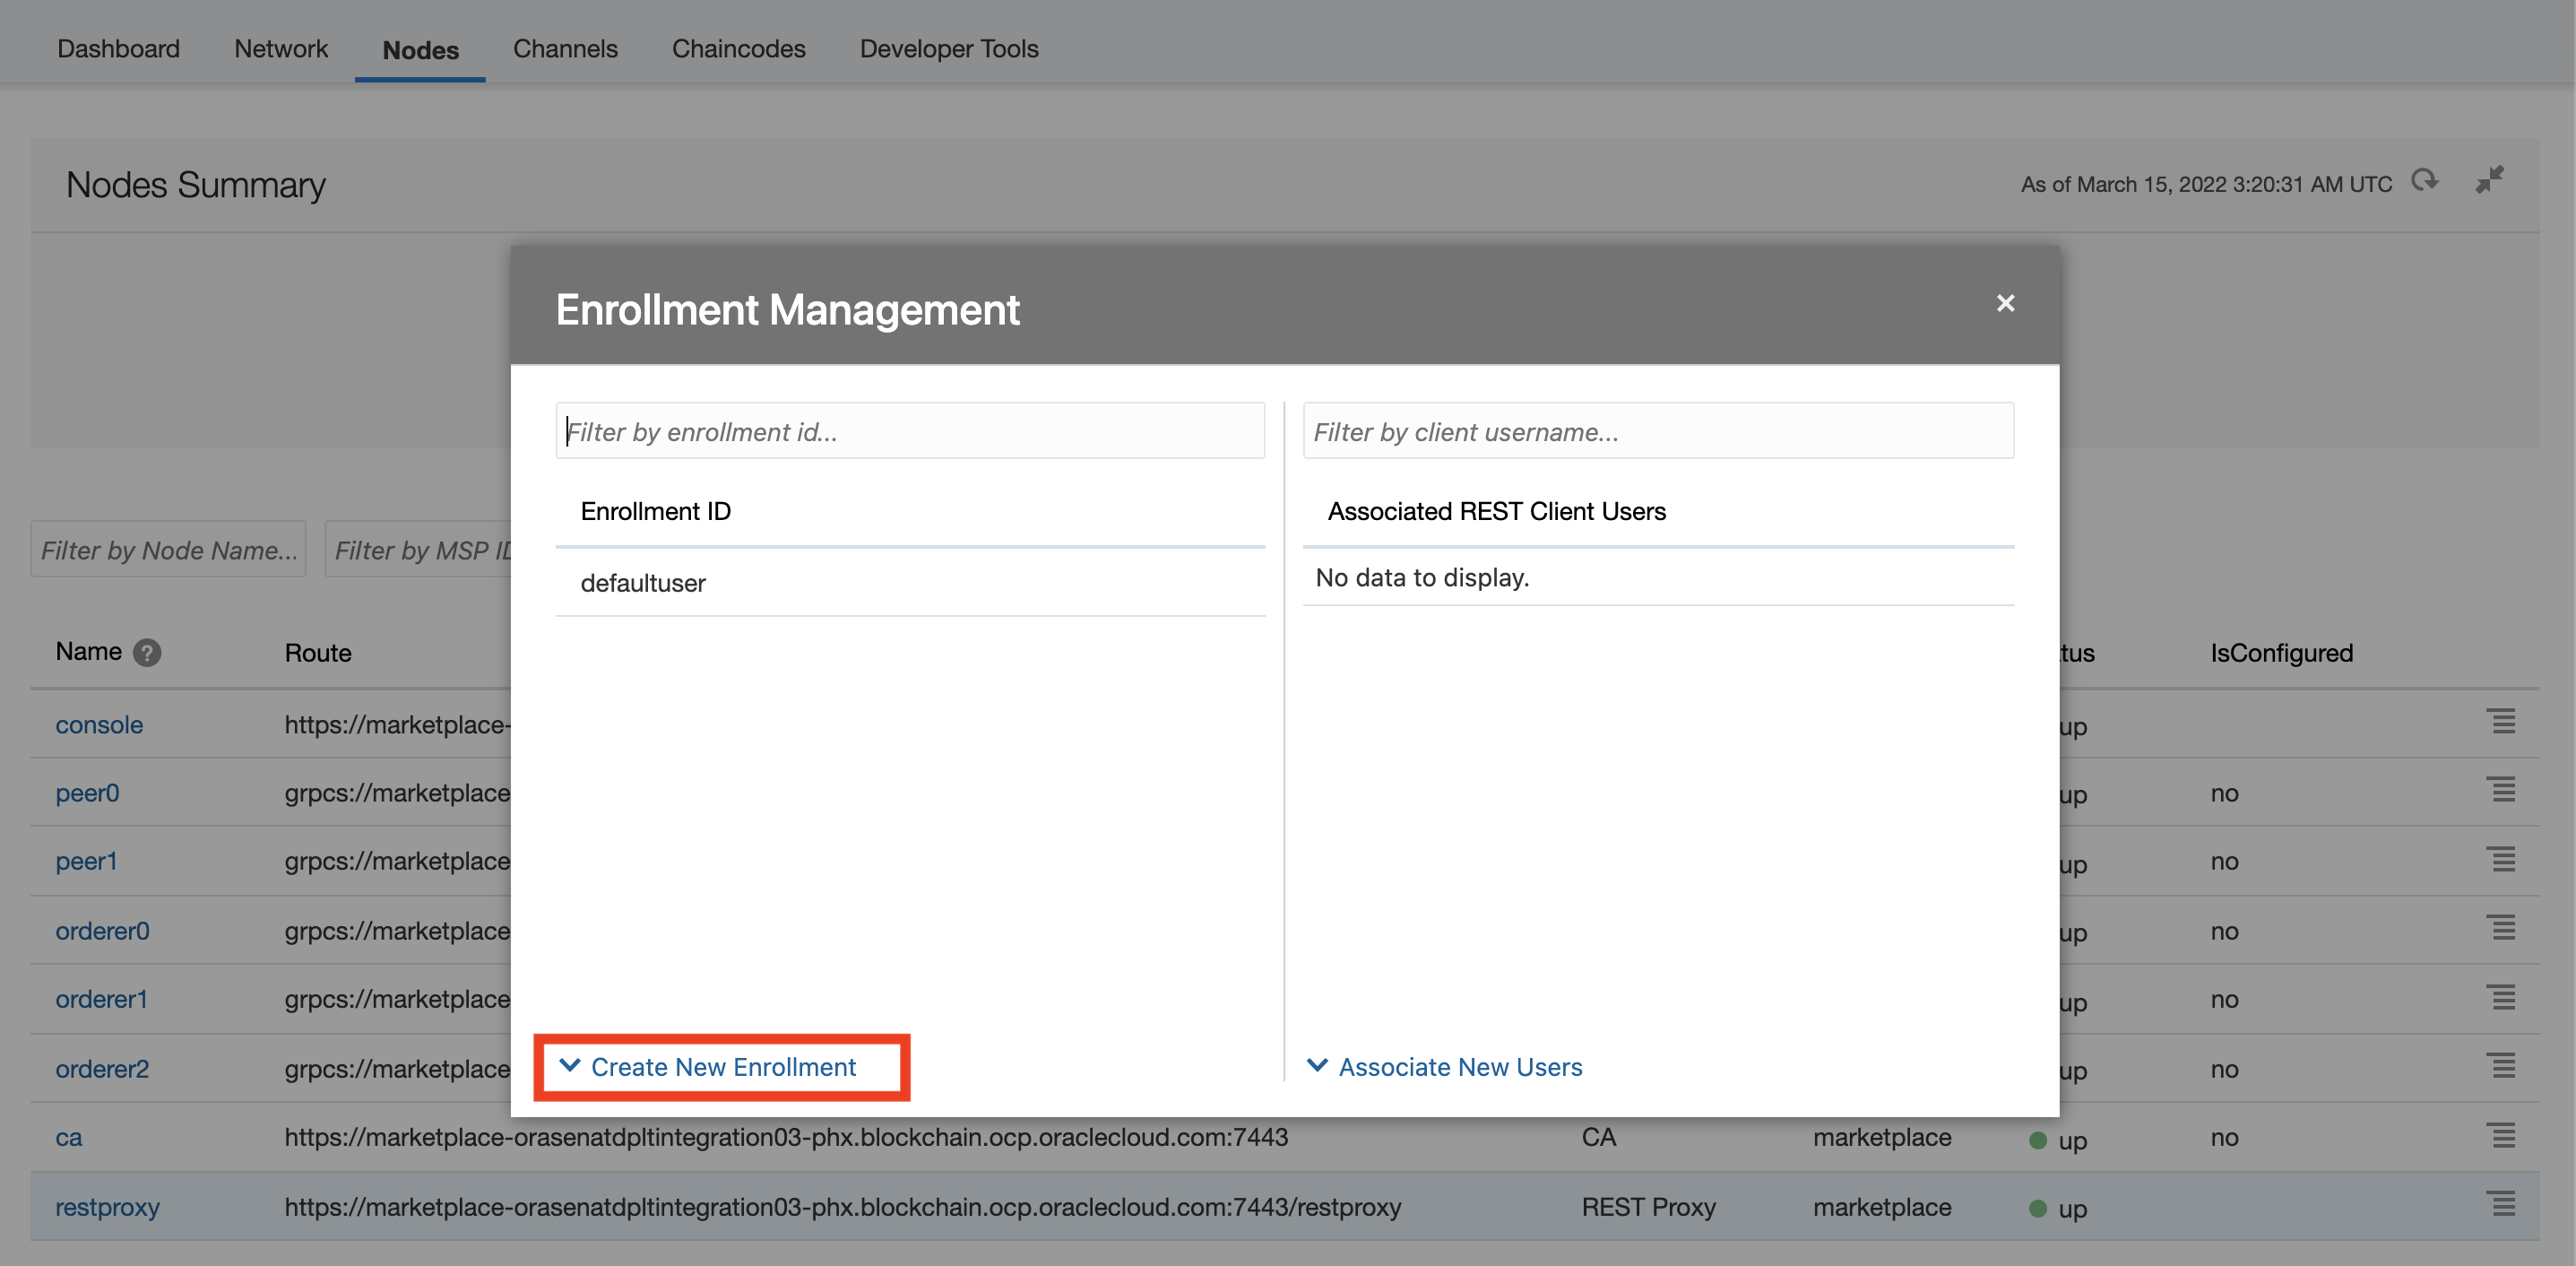 Dashboard Network Nodes Channels Chaincodes Developer Tools
Nodes Summary
As of March 15, 2022 3:20:31 AM UTC
Enrollment Management
Filter by enrollment id...
Filter by client username...
Enrollment ID
Associated REST Client Users
defaultuser
No data to display.
Create New Enrollment
Associate New Users
Filter by Node Name... Filter by MSP ID
Name ? Route tus IsConfigured
console https://marketplace- up
peer0 grpcs://marketplace up no
peer1 grpcs://marketplace up no
orderer0 grpcs://marketplace up no
orderer1 grpcs://marketplace up no
orderer2 grpcs://marketplace up no
ca https://marketplace-orasenatdpltintegration03-phx.blockchain.ocp.oraclecloud.com:7443 CA marketplace up no
restproxy https://marketplace-orasenatdpltintegration03-phx.blockchain.ocp.oraclecloud.com:7443/restproxy REST Proxy marketplace up